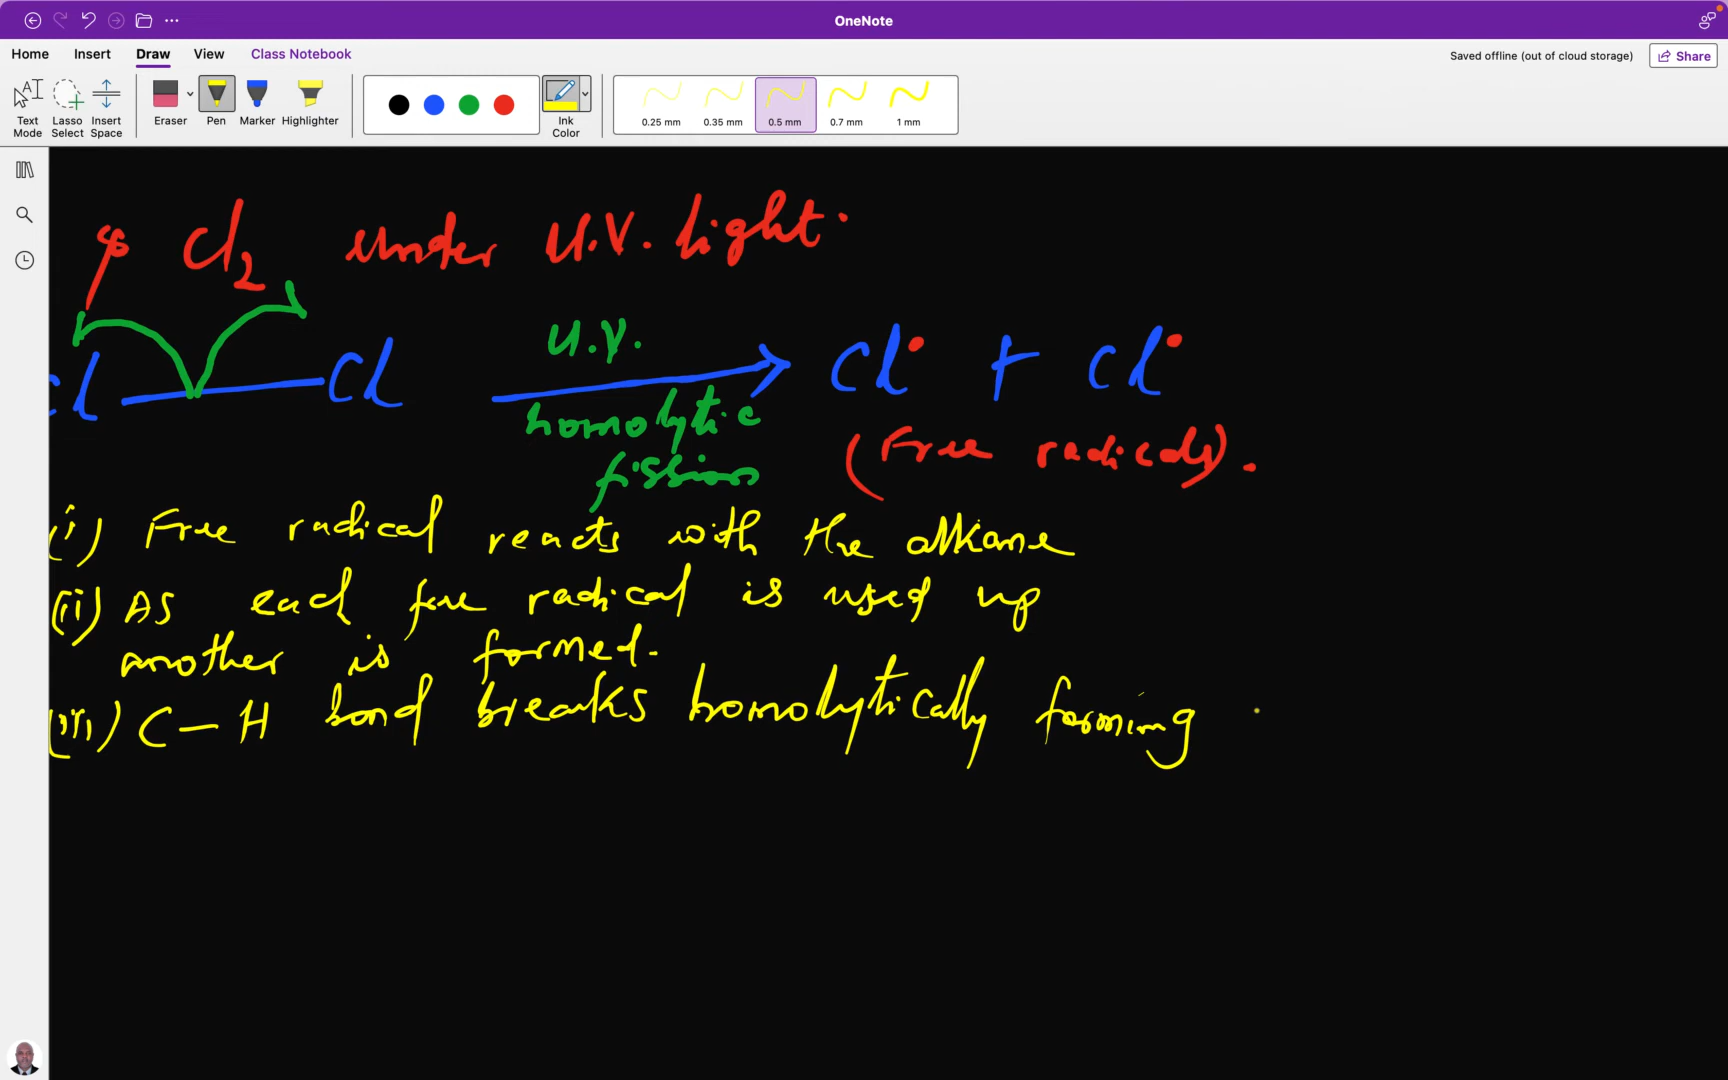 OneNote
Home Insert Draw View Class Notebook
Saved offline (out of cloud storage) Share
Text Mode
Lasso Select
Insert Space
Eraser
Pen
Marker
Highlighter
Ink Color
0.25 mm 0.35 mm 0.5 mm 0.7 mm 1 mm
Cl₂ under U.V. light.
U.V.
Cl — Cl → Cl• + Cl•
homolytic
fission
(Free radicals).
(i) Free radical reacts with the alkane
(ii) As each free radical is used up
another is formed.
(iii) C – H bond breaks homolytically forming